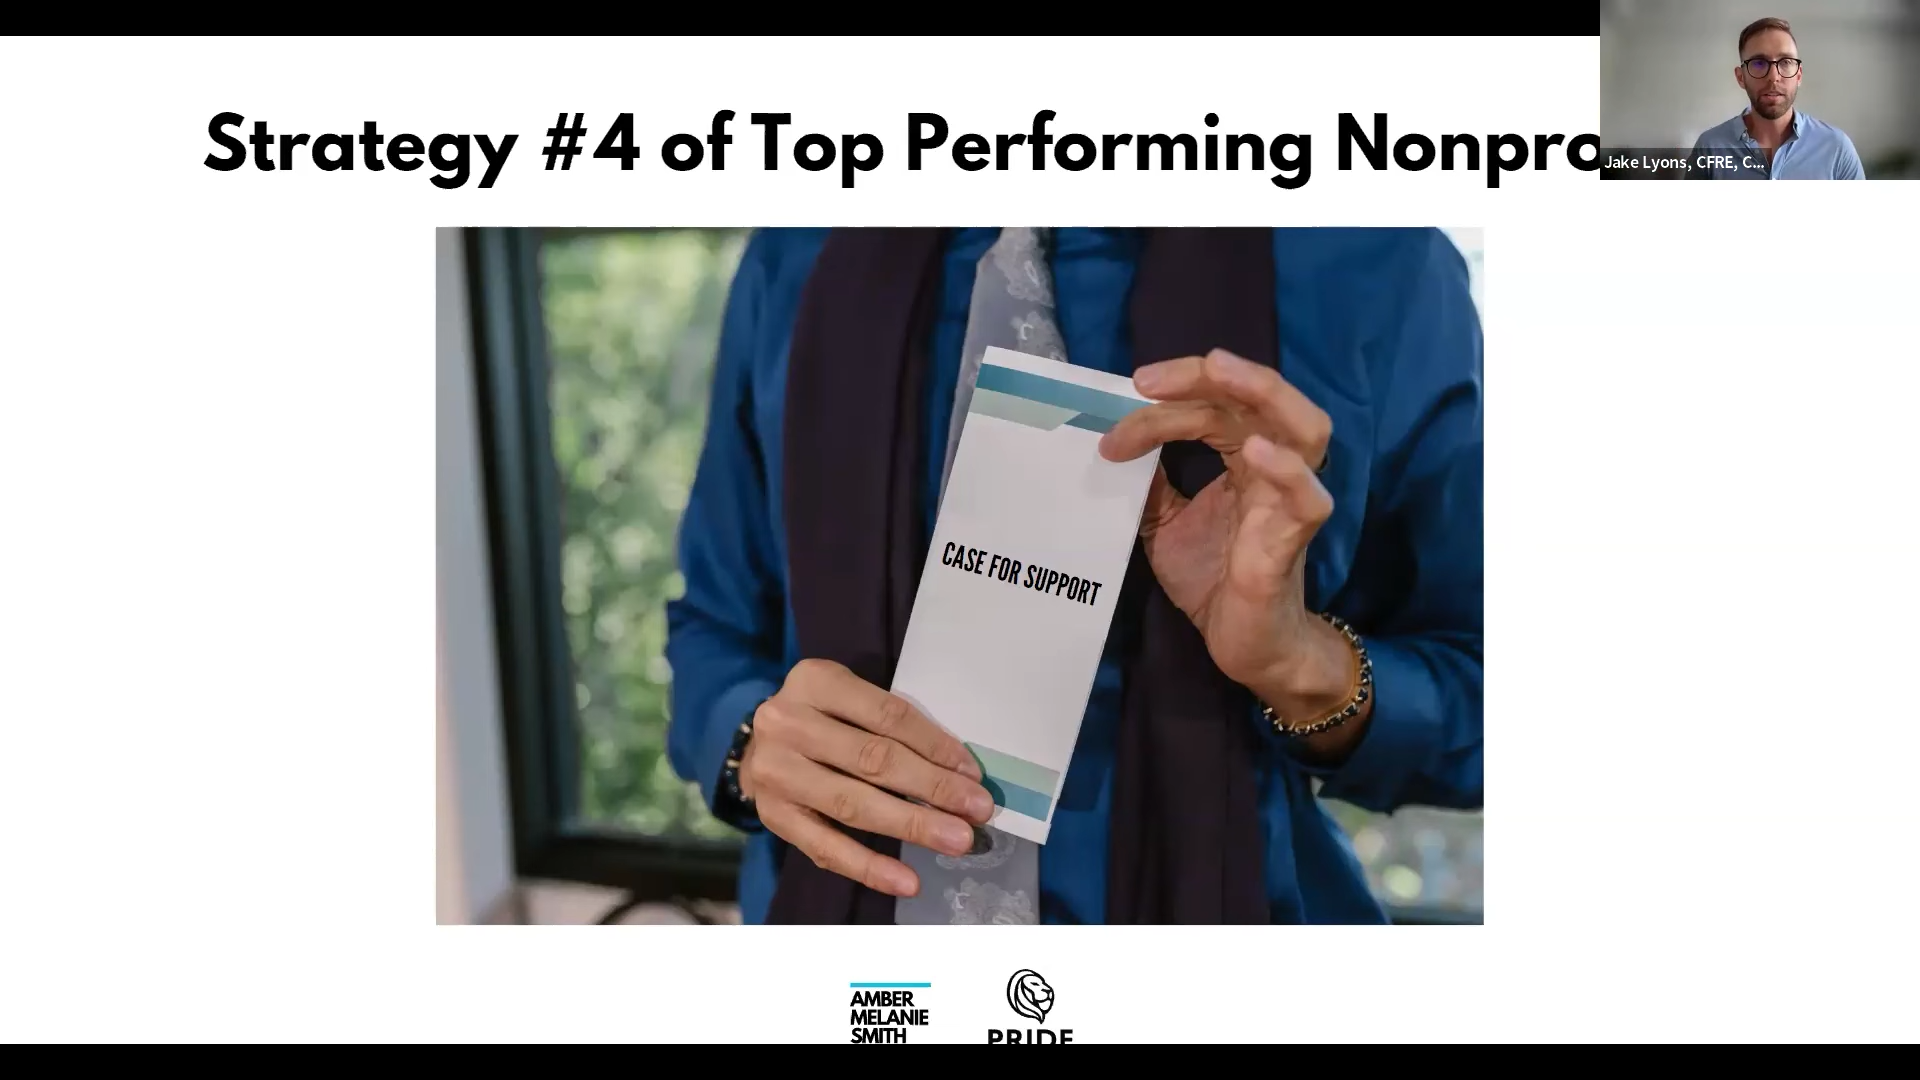 Strategy #4 of Top Performing Nonpro
Jake Lyons, CFRE, C...
CASE FOR SUPPORT
AMBER
MELANIE
SMITH
PRIDE